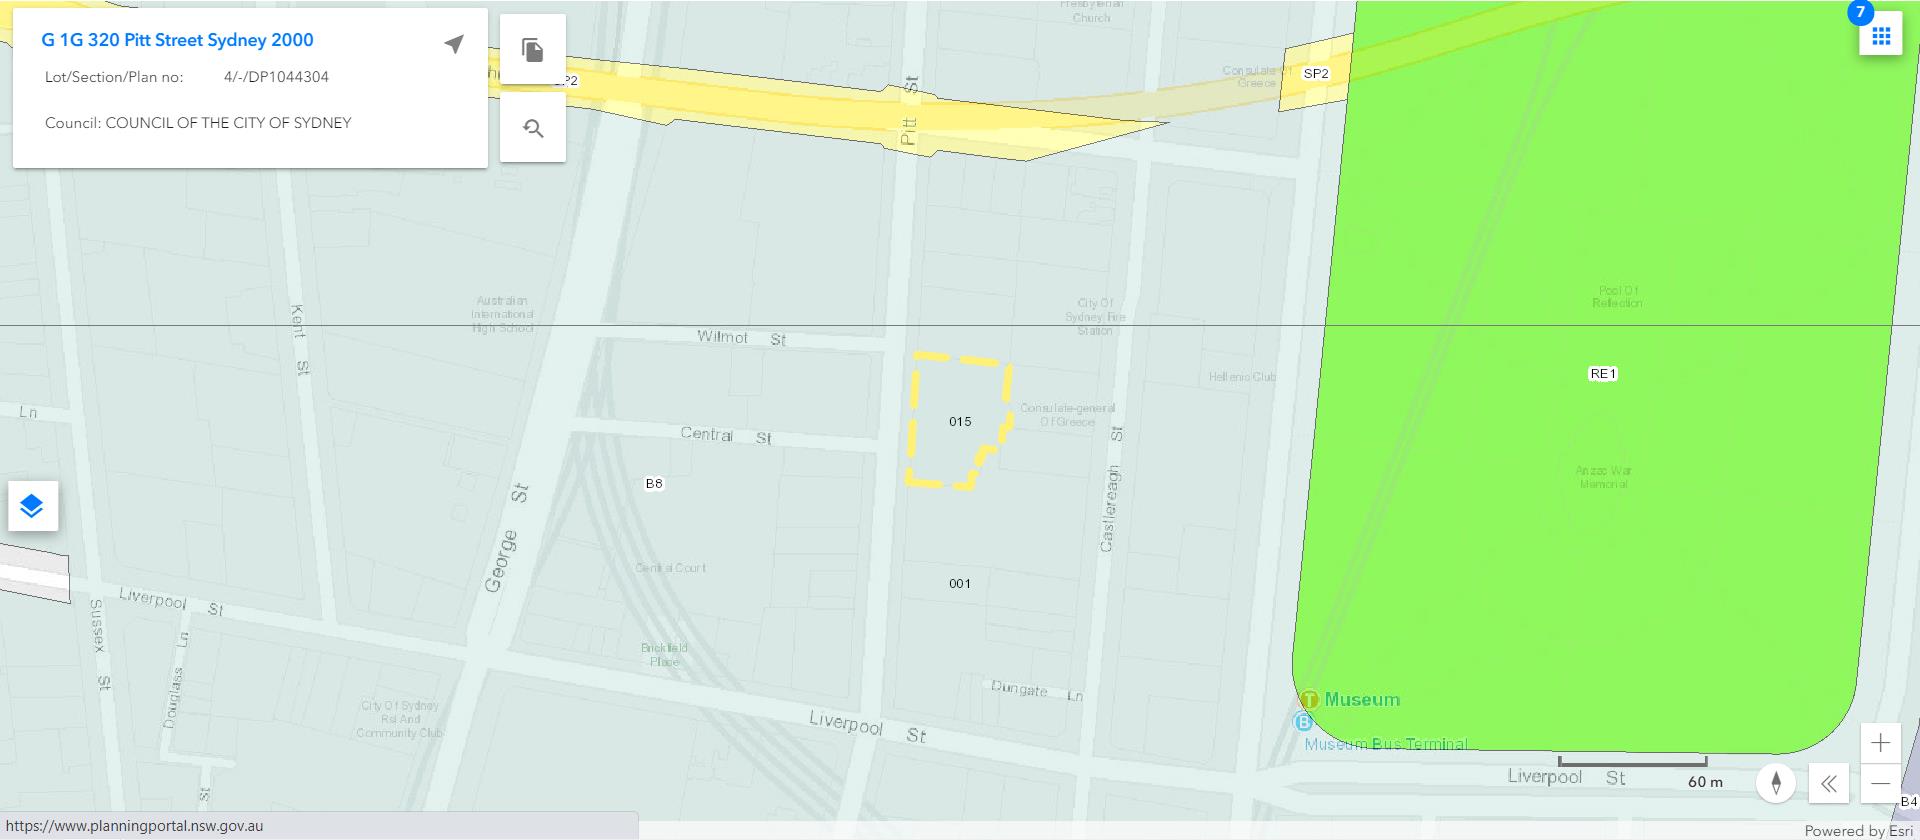 G 1G 320 Pitt Street Sydney 2000
Lot/Section/Plan no: 4/-/DP1044304
Council: COUNCIL OF THE CITY OF SYDNEY
7
Presbyterian
Church
Consulate Of
Greece
SP2
P2
Pitt St
Kent St
Australian
International
High School
City Of
Sydney Fire
Station
Pool Of
Reflection
Wilmot St
Hellenic Club
RE1
Ln
Consulate-general
Of Greece
015
Central St
Castlereagh St
Anzac War
Memorial
B8
George St
Central Court
001
Liverpool St
Sussex St
Douglass Ln
Brickfield
Place
Dungate Ln
City Of Sydney
Rsl And
Community Club
Liverpool St
T Museum
B
Museum Bus Terminal
Liverpool St
60 m
St
B4
https://www.planningportal.nsw.gov.au
Powered by Esri